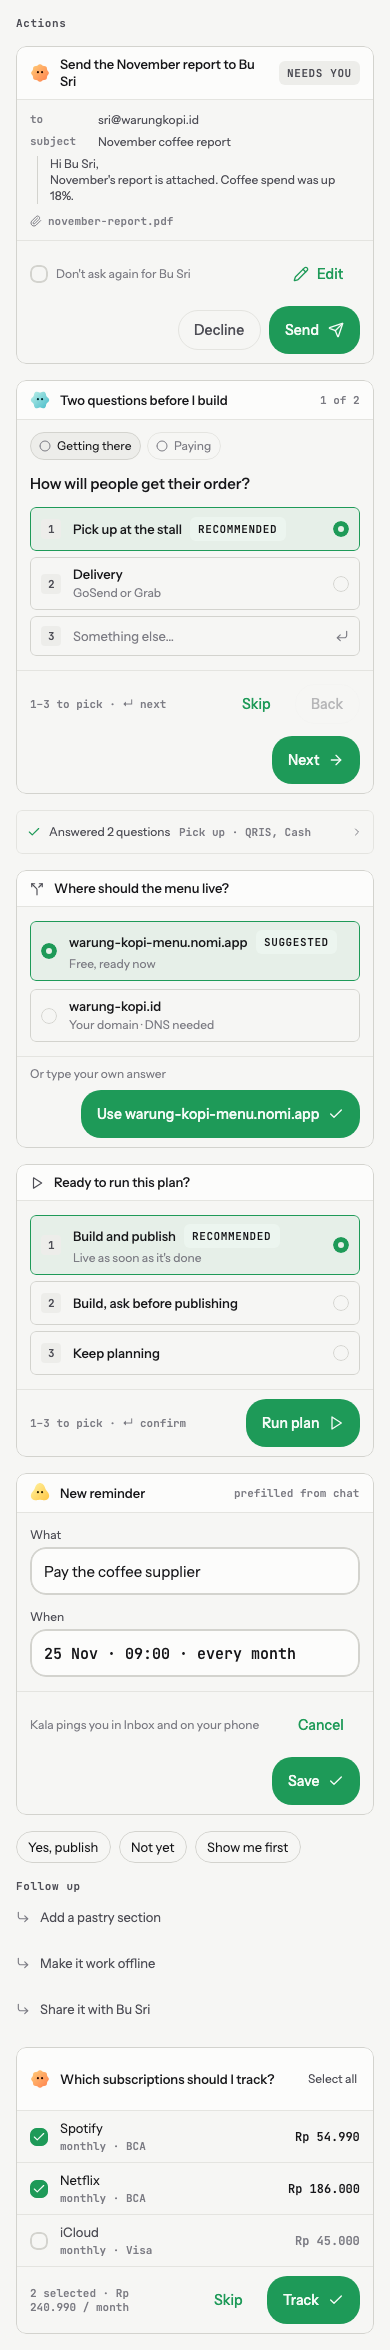 Actions
Send the November report to Bu
Sri
NEEDS YOU
to sri@warungkopi.id
subject November coffee report
Hi Bu Sri,
November's report is attached. Coffee spend was up
18%.
november-report.pdf
Don't ask again for Bu Sri
Edit
Decline
Send
Two questions before I build
1 of 2
Getting there
Paying
How will people get their order?
1 Pick up at the stall RECOMMENDED
2 Delivery
GoSend or Grab
3 Something else…
1–3 to pick · ↵ next
Skip
Back
Next
Answered 2 questions Pick up · QRIS, Cash
Where should the menu live?
warung-kopi-menu.nomi.app SUGGESTED
Free, ready now
warung-kopi.id
Your domain · DNS needed
Or type your own answer
Use warung-kopi-menu.nomi.app
Ready to run this plan?
1 Build and publish RECOMMENDED
Live as soon as it's done
2 Build, ask before publishing
3 Keep planning
1–3 to pick · ↵ confirm
Run plan
New reminder
prefilled from chat
What
Pay the coffee supplier
When
25 Nov · 09:00 · every month
Kala pings you in Inbox and on your phone
Cancel
Save
Yes, publish
Not yet
Show me first
Follow up
Add a pastry section
Make it work offline
Share it with Bu Sri
Which subscriptions should I track?
Select all
Spotify
monthly · BCA
Rp 54.990
Netflix
monthly · BCA
Rp 186.000
iCloud
monthly · Visa
Rp 45.000
2 selected · Rp
240.990 / month
Skip
Track